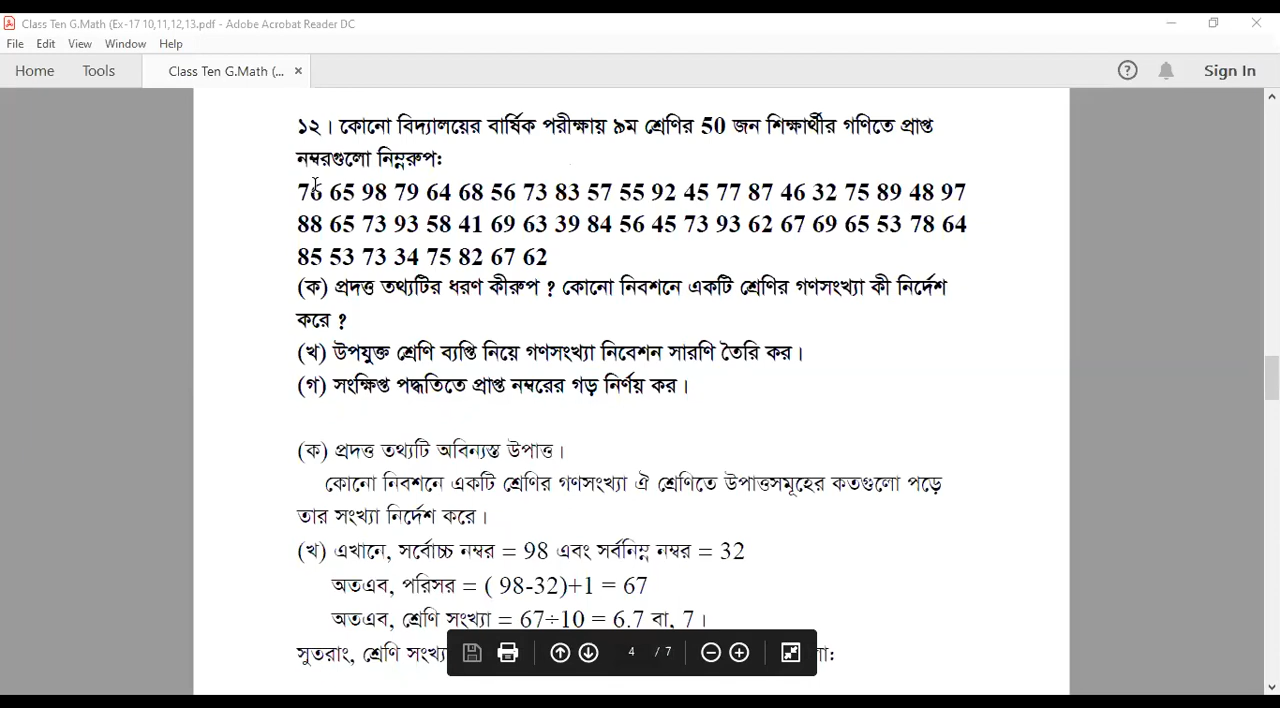 Class Ten G.Math (Ex-17 10,11,12,13.pdf - Adobe Acrobat Reader DC
File Edit View Window Help
Home Tools Class Ten G.Math (... × ? Sign In
১২। কোনো বিদ্যালয়ের বার্ষিক পরীক্ষায় ৯ম শ্রেণির 50 জন শিক্ষার্থীর গণিতে প্রাপ্ত
নম্বরগুলো নিম্নরুপ:
76 65 98 79 64 68 56 73 83 57 55 92 45 77 87 46 32 75 89 48 97
88 65 73 93 58 41 69 63 39 84 56 45 73 93 62 67 69 65 53 78 64
85 53 73 34 75 82 67 62
(ক) প্রদত্ত তথ্যটির ধরণ কীরুপ ? কোনো নিবশনে একটি শ্রেণির গণসংখ্যা কী নির্দেশ
করে ?
(খ) উপযুক্ত শ্রেণি ব্যপ্তি নিয়ে গণসংখ্যা নিবেশন সারণি তৈরি কর।
(গ) সংক্ষিপ্ত পদ্ধতিতে প্রাপ্ত নম্বরের গড় নির্ণয় কর।
(ক) প্রদত্ত তথ্যটি অবিন্যস্ত উপাত্ত।
কোনো নিবশনে একটি শ্রেণির গণসংখ্যা ঐ শ্রেণিতে উপাত্তসমূহের কতগুলো পড়ে
তার সংখ্যা নির্দেশ করে।
(খ) এখানে, সর্বোচ্চ নম্বর = 98 এবং সর্বনিম্ন নম্বর = 32
অতএব, পরিসর = ( 98-32)+1 = 67
অতএব, শ্রেণি সংখ্যা = 67÷10 = 6.7 বা, 7।
সুতরাং, শ্রেণি সংখ্য
4 / 7